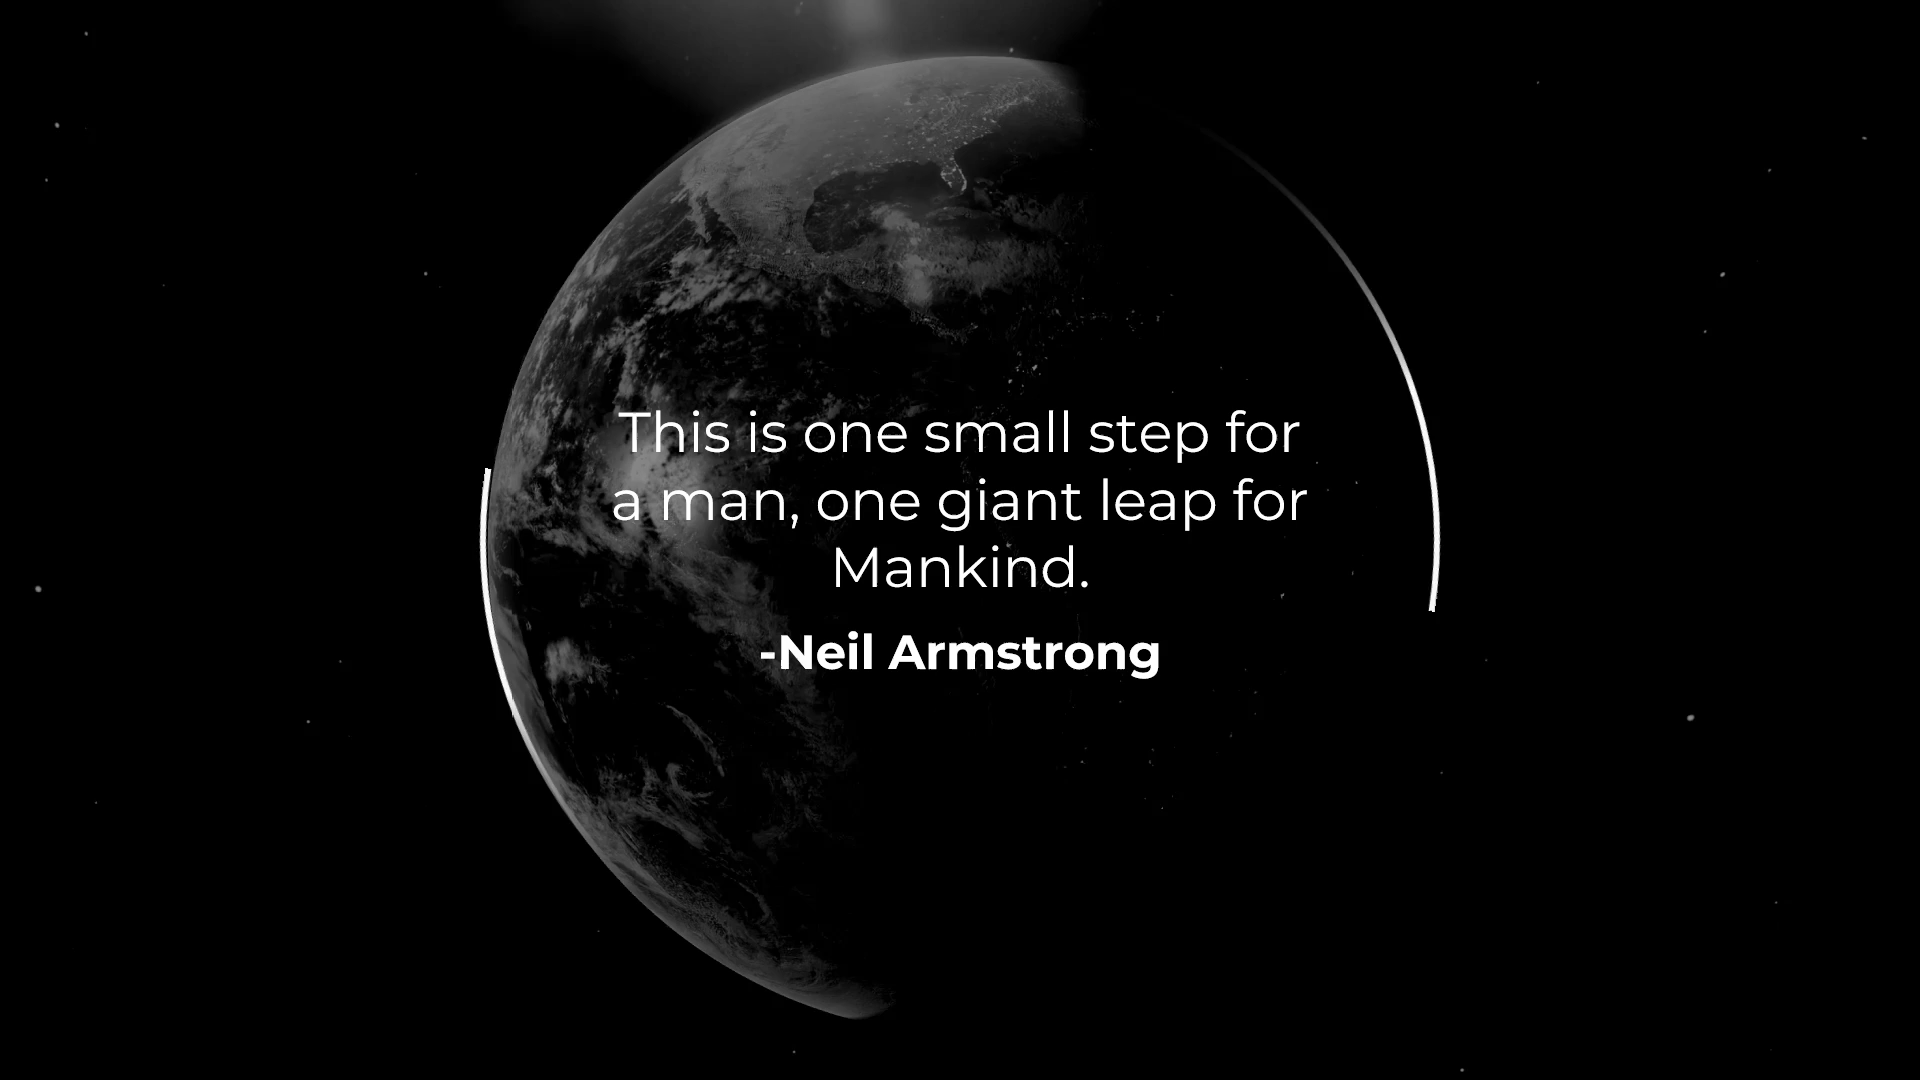 This is one small step for
a man, one giant leap for
Mankind.
-Neil Armstrong